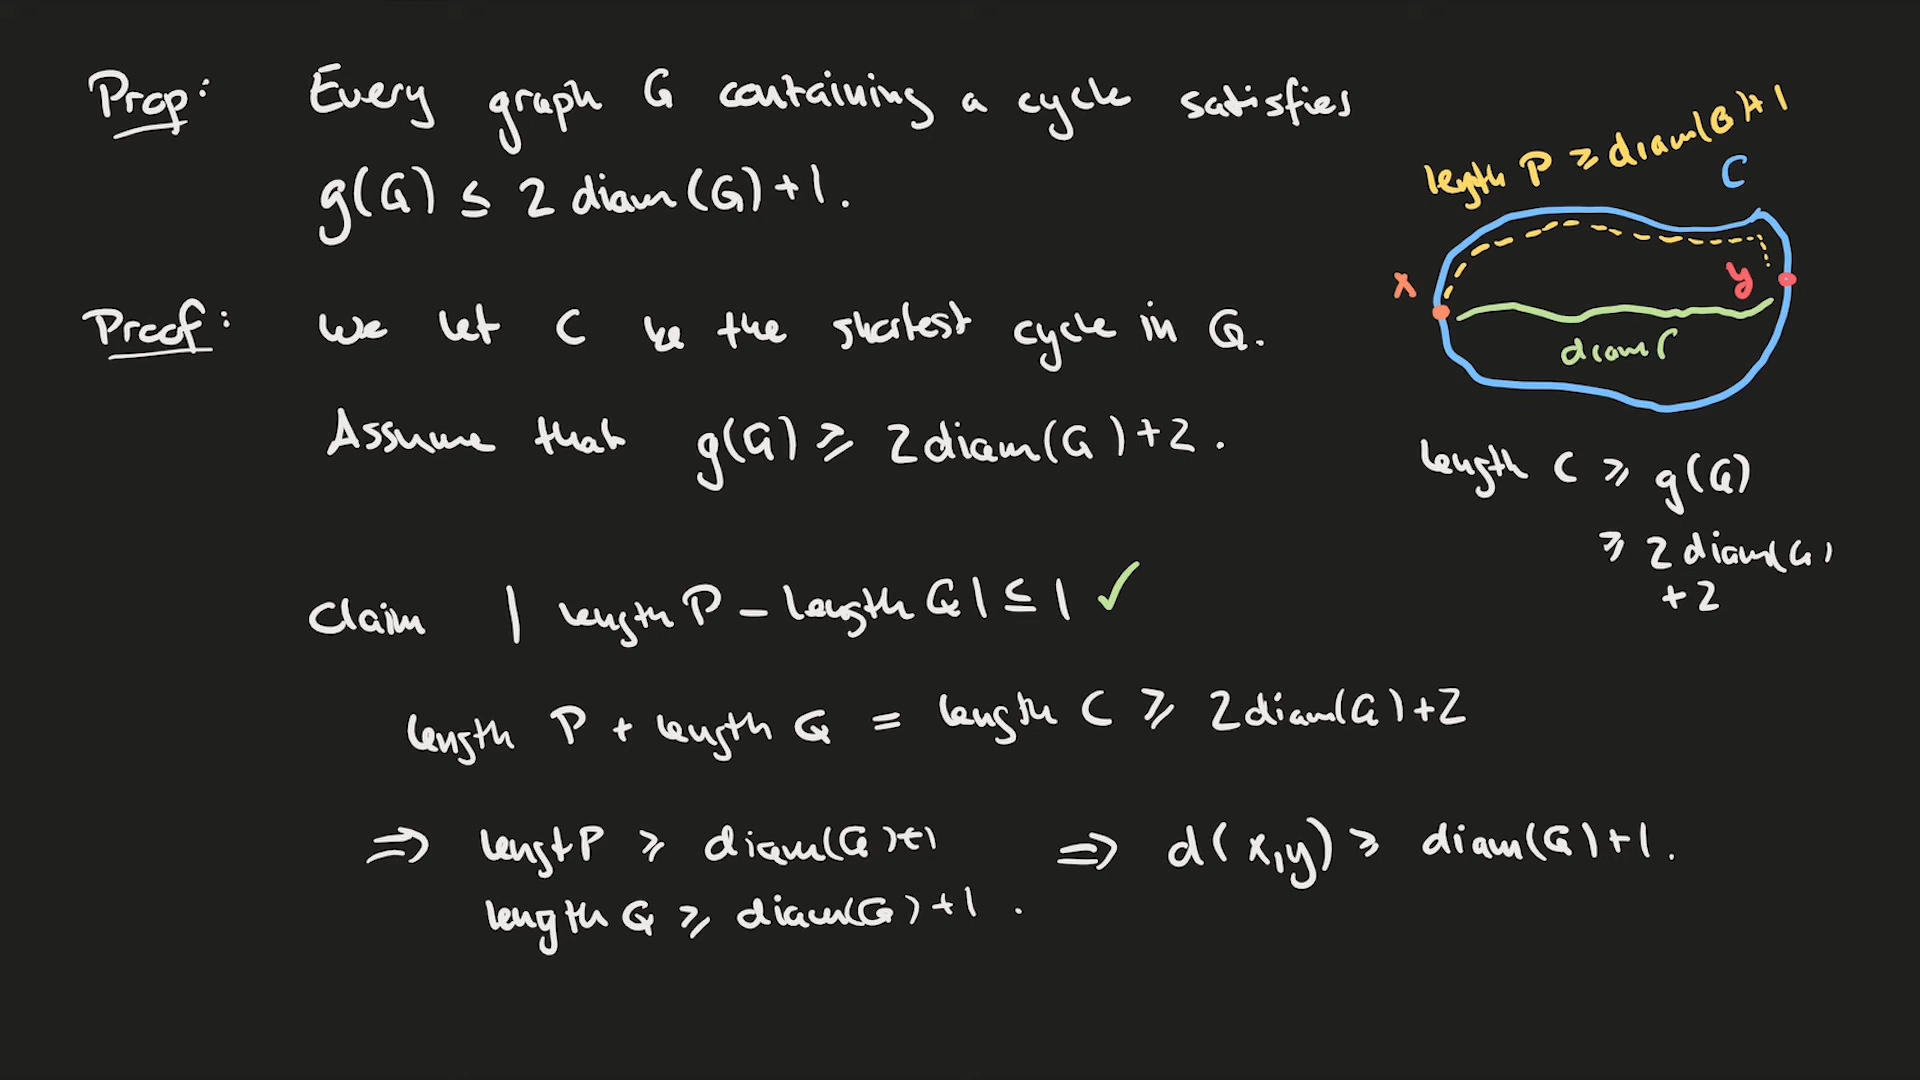 Prop: Every graph G containing a cycle satisfies
g(G) ≤ 2 diam(G)+1.
length P ≥ diam(G)+1
C
x
y
diam(
Proof: We let C be the shortest cycle in G.
Assume that g(G) ≥ 2diam(G)+2.
length C ≥ g(G)
≥ 2 diam(G)
+ 2
Claim | length P - length Q | ≤ 1 ✓
length P + length Q = length C ≥ 2diam(G)+2
⇒ lengt P ≥ diam(G)+1 ⇒ d(x,y) ≥ diam(G)+1.
length Q ≥ diam(G)+1.